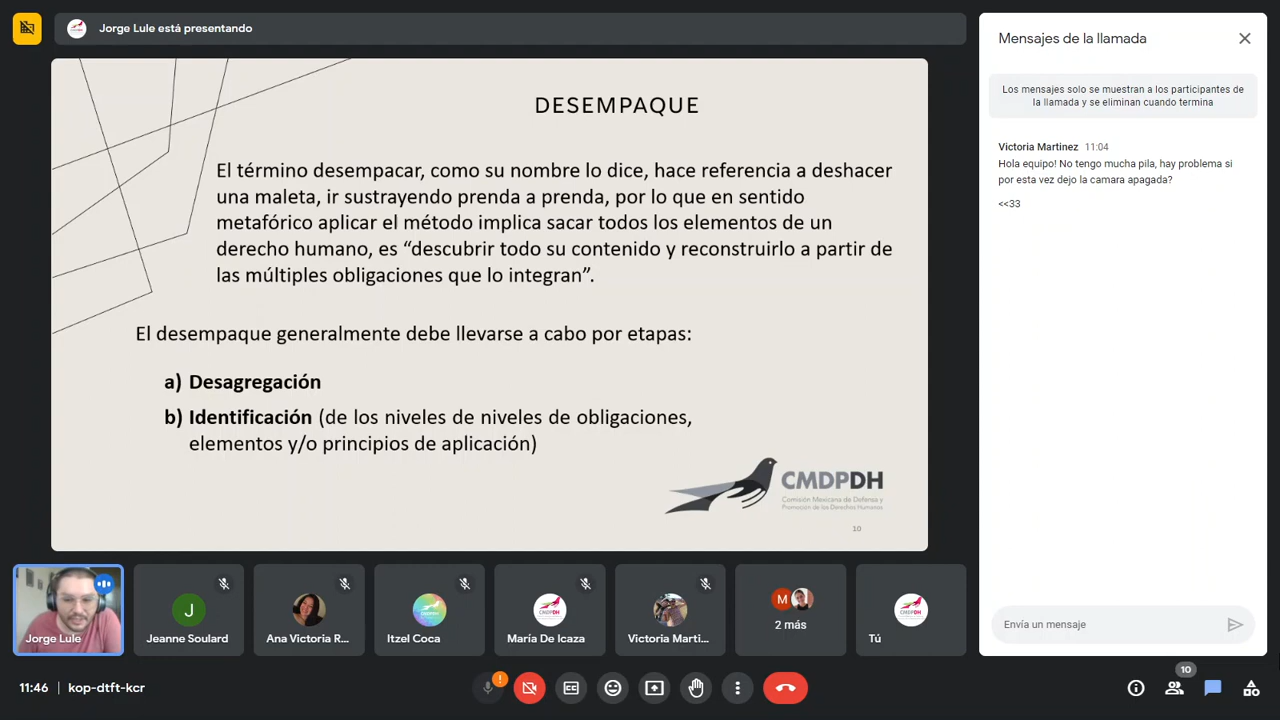 Jorge Lule está presentando
DESEMPAQUE
El término desempacar, como su nombre lo dice, hace referencia a deshacer
una maleta, ir sustrayendo prenda a prenda, por lo que en sentido
metafórico aplicar el método implica sacar todos los elementos de un
derecho humano, es “descubrir todo su contenido y reconstruirlo a partir de
las múltiples obligaciones que lo integran”.
El desempaque generalmente debe llevarse a cabo por etapas:
a) Desagregación
b) Identificación (de los niveles de niveles de obligaciones,
elementos y/o principios de aplicación)
CMDPDH
Comisión Mexicana de Defensa y
Promoción de los Derechos Humanos
10
Mensajes de la llamada
Los mensajes solo se muestran a los participantes de
la llamada y se eliminan cuando termina
Victoria Martinez 11:04
Hola equipo! No tengo mucha pila, hay problema si
por esta vez dejo la camara apagada?
<<33
Envía un mensaje
Jorge Lule
J
Jeanne Soulard
Ana Victoria R...
Itzel Coca
CMDPDH
María De Icaza
Victoria Marti...
M
2 más
CMDPDH
Tú
11:46 | kop-dtft-kcr
10